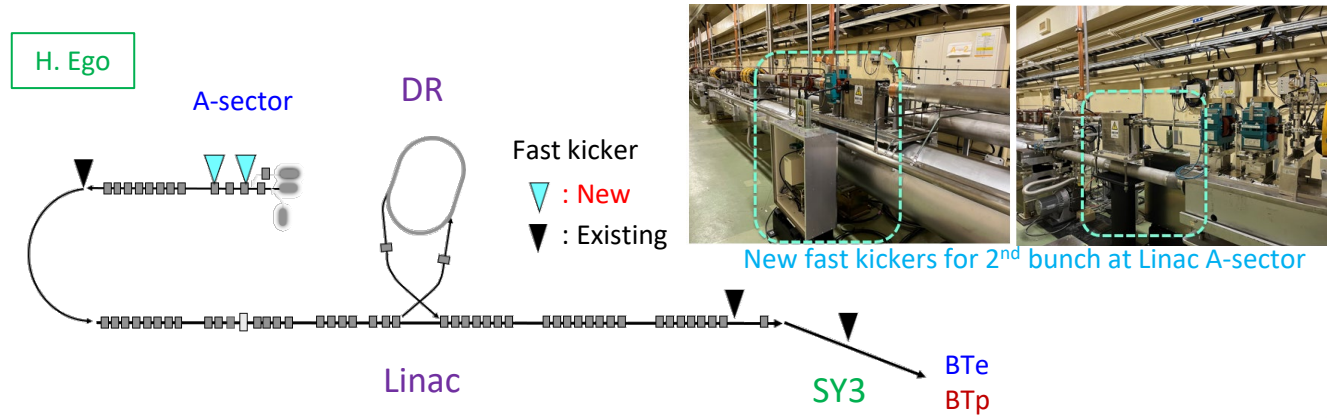 H. Ego
A-sector
DR
Fast kicker
: New
: Existing
New fast kickers for 2nd bunch at Linac A-sector
Linac
SY3
BTe
BTp